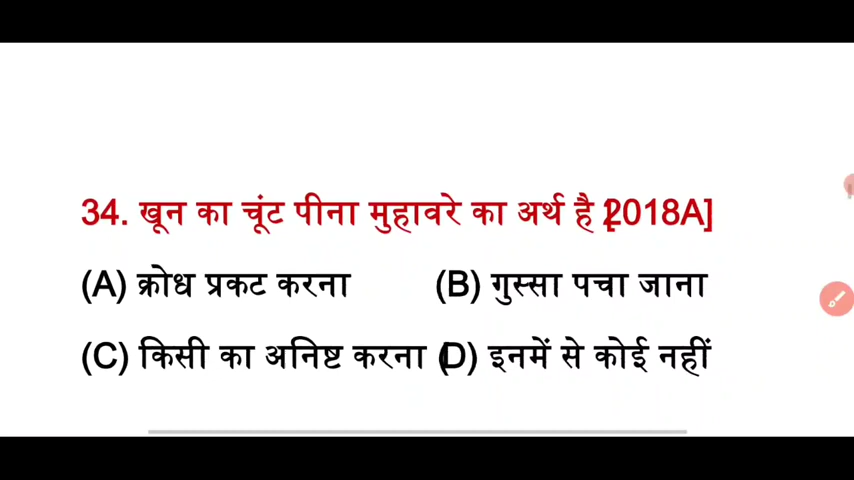 34. खून का चूंट पीना मुहावरे का अर्थ है [2018A]
(A) क्रोध प्रकट करना (B) गुस्सा पचा जाना
(C) किसी का अनिष्ट करना (D) इनमें से कोई नहीं